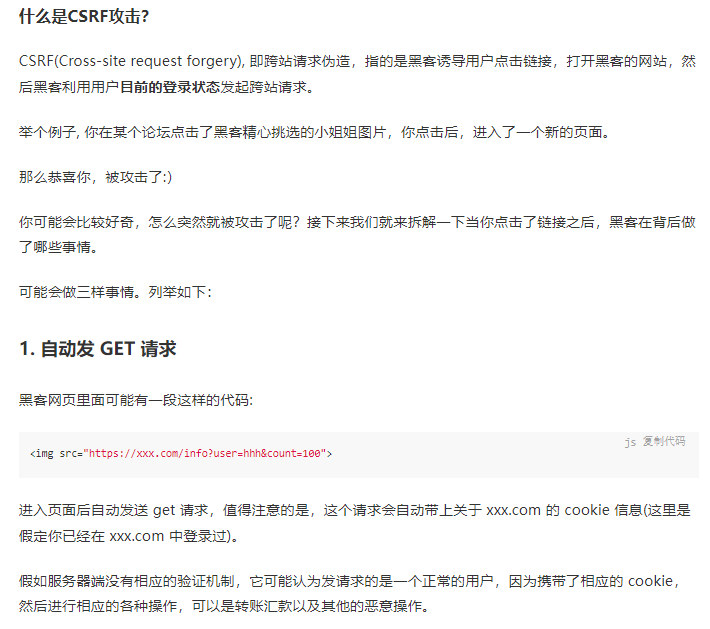 什么是CSRF攻击?
CSRF(Cross-site request forgery), 即跨站请求伪造，指的是黑客诱导用户点击链接，打开黑客的网站，然
后黑客利用用户目前的登录状态发起跨站请求。
举个例子, 你在某个论坛点击了黑客精心挑选的小姐姐图片，你点击后，进入了一个新的页面。
那么恭喜你，被攻击了:)
你可能会比较好奇，怎么突然就被攻击了呢？接下来我们就来拆解一下当你点击了链接之后，黑客在背后做
了哪些事情。
可能会做三样事情。列举如下：
1. 自动发 GET 请求
黑客网页里面可能有一段这样的代码:
js 复制代码
<img src="https://xxx.com/info?user=hhh&count=100">
进入页面后自动发送 get 请求，值得注意的是，这个请求会自动带上关于 xxx.com 的 cookie 信息(这里是
假定你已经在 xxx.com 中登录过)。
假如服务器端没有相应的验证机制，它可能认为发请求的是一个正常的用户，因为携带了相应的 cookie，
然后进行相应的各种操作，可以是转账汇款以及其他的恶意操作。